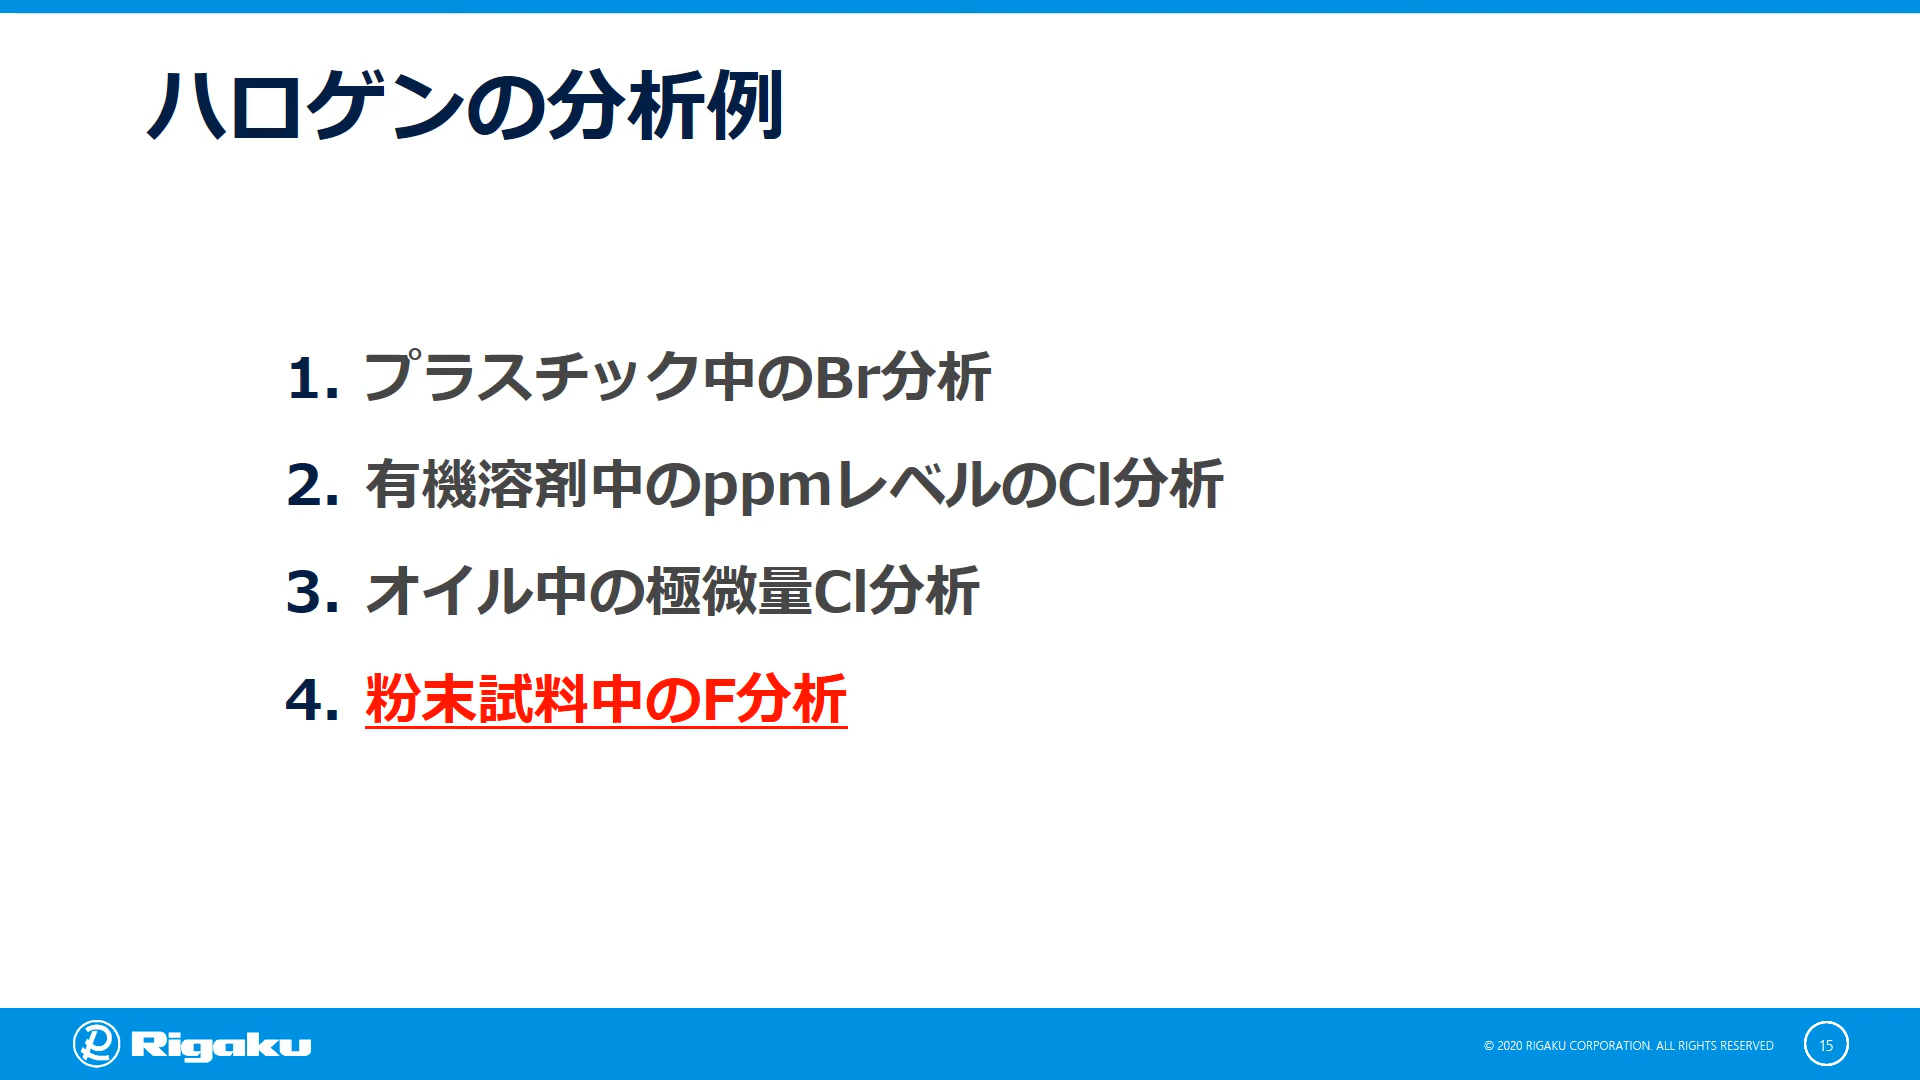 ハロゲンの分析例
1. プラスチック中のBr分析
2. 有機溶剤中のppmレベルのCl分析
3. オイル中の極微量Cl分析
4. 粉末試料中のF分析
Rigaku
© 2020 RIGAKU CORPORATION. ALL RIGHTS RESERVED
15